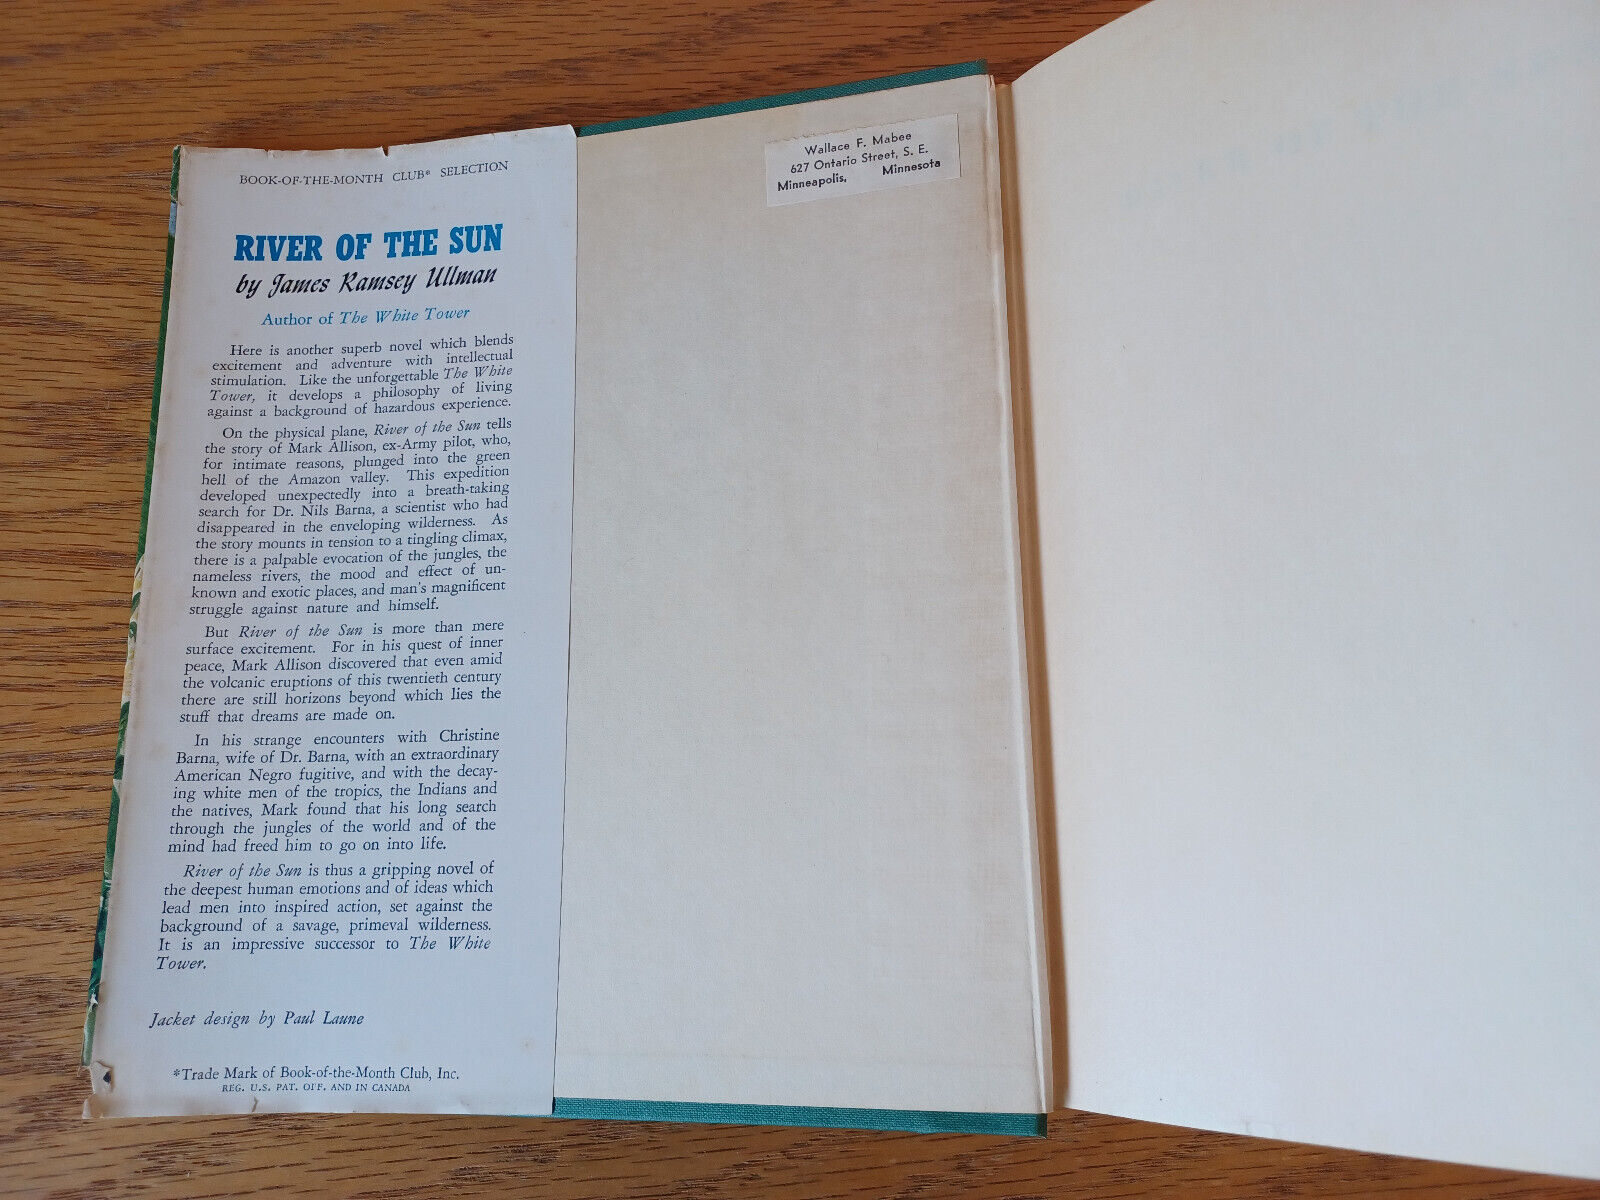 BOOK-OF-THE-MONTH CLUB* SELECTION
RIVER OF THE SUN
by James Ramsey Ullman
Author of The White Tower
Here is another superb novel which blends
excitement and adventure with intellectual
stimulation. Like the unforgettable The White
Tower, it develops a philosophy of living
against a background of hazardous experience.
On the physical plane, River of the Sun tells
the story of Mark Allison, ex-Army pilot, who,
for intimate reasons, plunged into the green
hell of the Amazon valley. This expedition
developed unexpectedly into a breath-taking
search for Dr. Nils Barna, a scientist who had
disappeared in the enveloping wilderness. As
the story mounts in tension to a tingling climax,
there is a palpable evocation of the jungles, the
nameless rivers, the mood and effect of un-
known and exotic places, and man's magnificent
struggle against nature and himself.
But River of the Sun is more than mere
surface excitement. For in his quest of inner
peace, Mark Allison discovered that even amid
the volcanic eruptions of this twentieth century
there are still horizons beyond which lies the
stuff that dreams are made on.
In his strange encounters with Christine
Barna, wife of Dr. Barna, with an extraordinary
American Negro fugitive, and with the decay-
ing white men of the tropics, the Indians and
the natives, Mark found that his long search
through the jungles of the world and of the
mind had freed him to go on into life.
River of the Sun is thus a gripping novel of
the deepest human emotions and of ideas which
lead men into inspired action, set against the
background of a savage, primeval wilderness.
It is an impressive successor to The White
Tower.
Jacket design by Paul Laune
*Trade Mark of Book-of-the-Month Club, Inc.
REG. U.S. PAT. OFF. AND IN CANADA
Wallace F. Mabee
627 Ontario Street, S. E.
Minneapolis, Minnesota